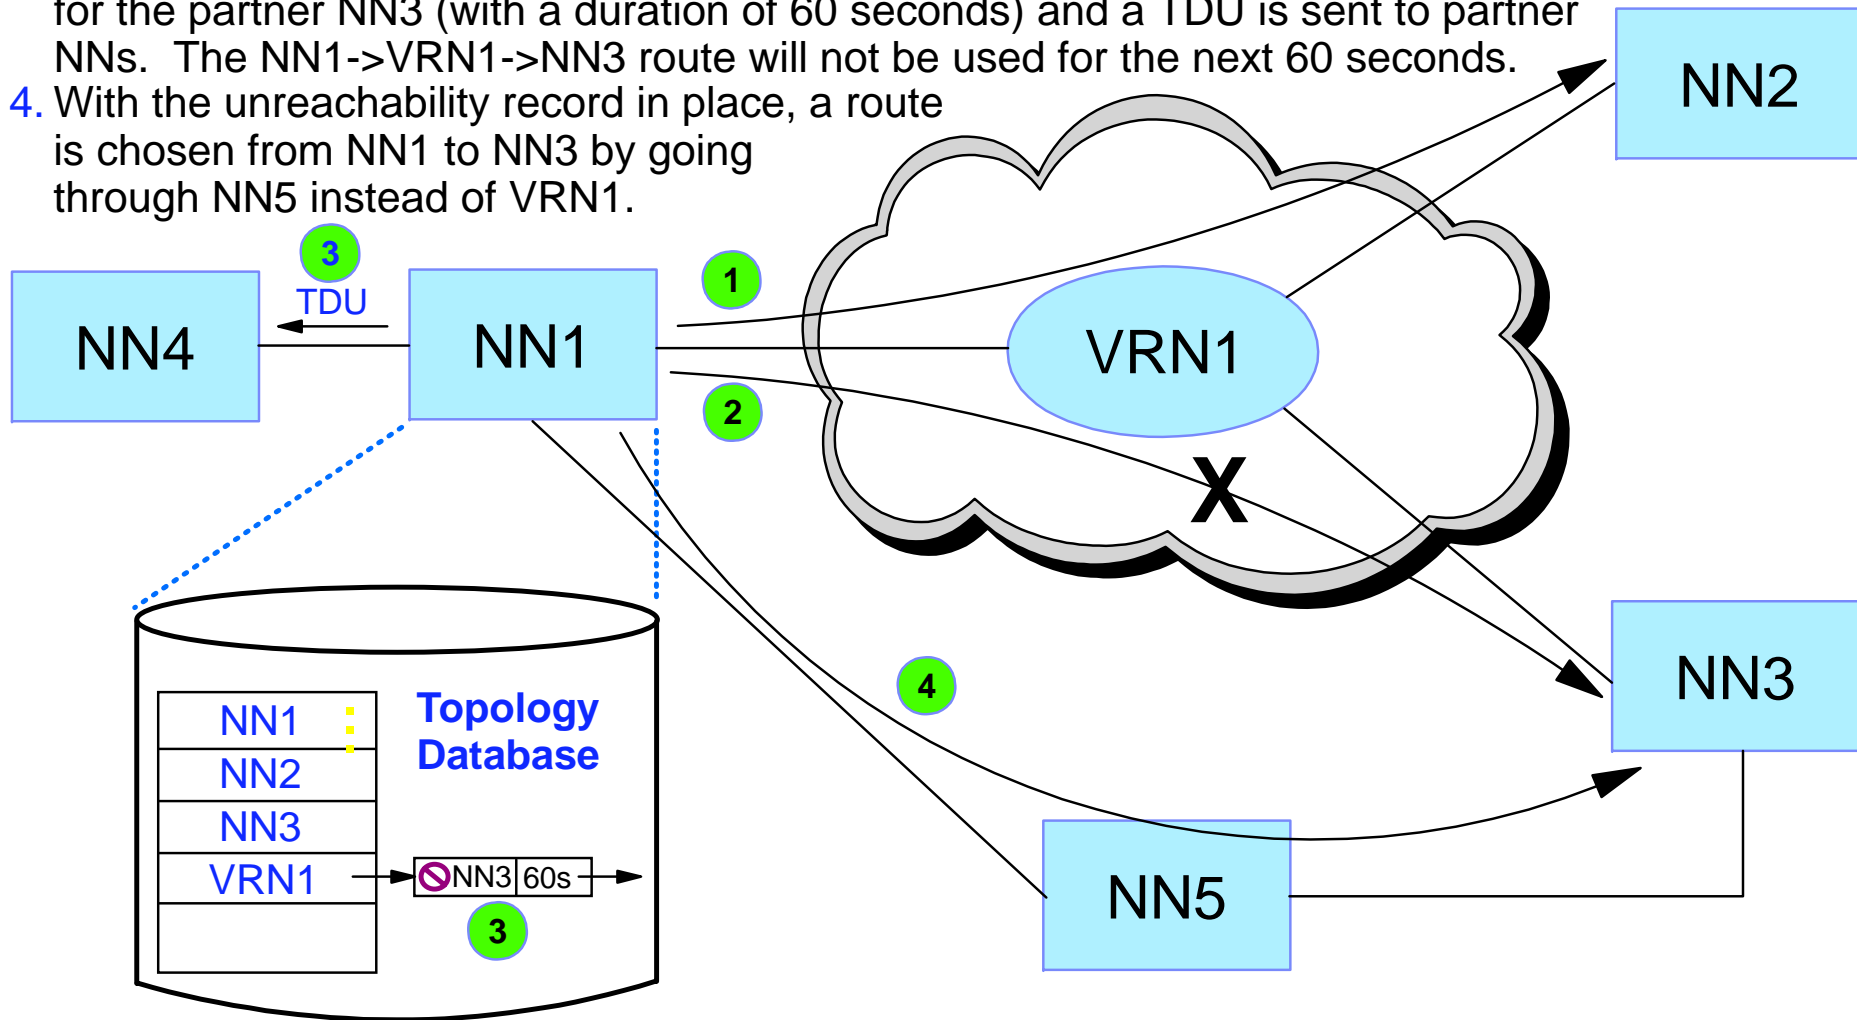 for the partner NN3 (with a duration of 60 seconds) and a TDU is sent to partner
NNs.  The NN1->VRN1->NN3 route will not be used for the next 60 seconds.
4. With the unreachability record in place, a route
is chosen from NN1 to NN3 by going
through NN5 instead of VRN1.
NN2
3
TDU
1
NN4
NN1
VRN1
2
X
NN3
4
Topology
Database
NN1
NN2
NN3
VRN1
NN3 60s
3
NN5